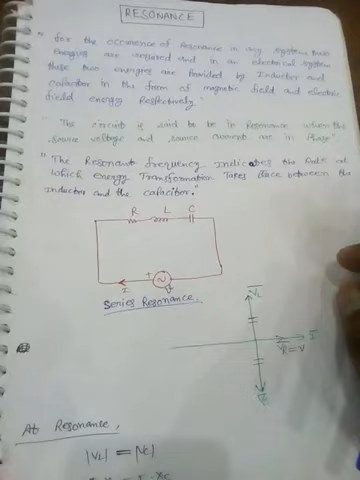 RESONANCE
" for the occurence of Resonance in any system two
Energies are required and in an electrical system
these two energies are Provided by Inductor and
capacitor in the form of magnetic field and electric
field energy Respectively."
" The circuit is said to be in Resonance when the
source voltage and source current are in Phase"
" The Resonant frequency Indicates the Rate at
which Energy Transformation Takes Place between the
Inductor and the capacitor."
R L C
I + ~
V
Series Resonance.
VL
I
VR = V
At Resonance,
|VL| = |VC|